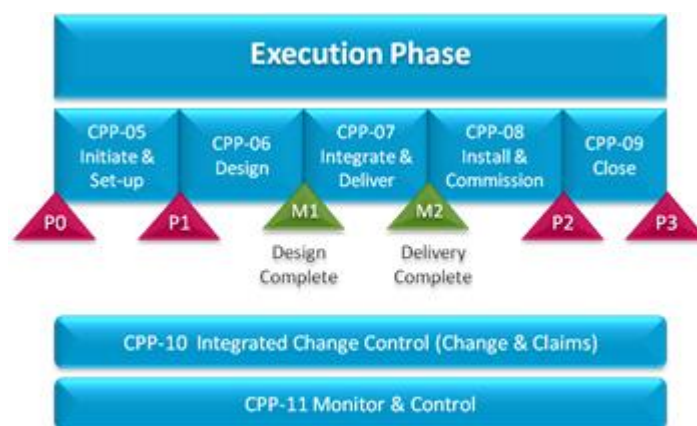 Execution Phase
CPP-05
Initiate &
Set-up
CPP-06
Design
CPP-07
Integrate &
Deliver
CPP-08
Install &
Commission
CPP-09
Close
P0
P1
M1
M2
P2
P3
Design
Complete
Delivery
Complete
CPP-10 Integrated Change Control (Change & Claims)
CPP-11 Monitor & Control